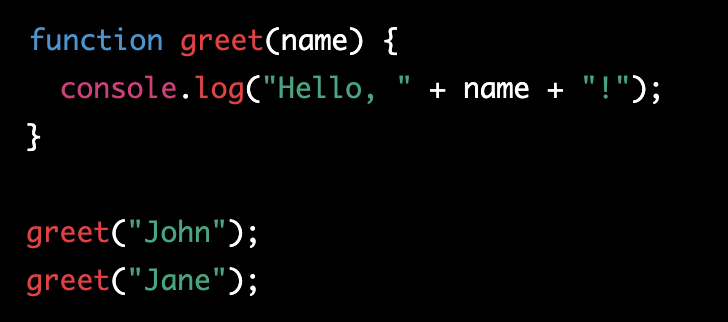 function greet(name) {
  console.log("Hello, " + name + "!");
}

greet("John");
greet("Jane");